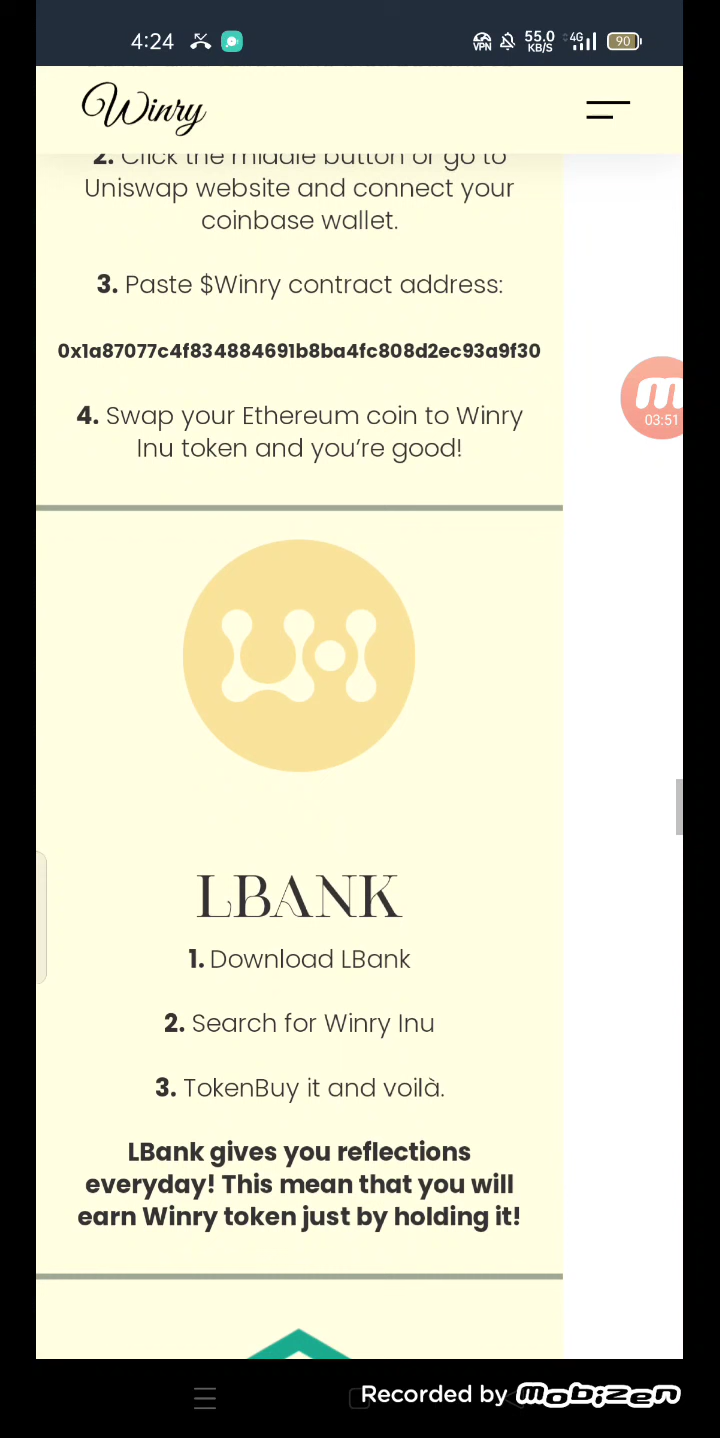 4:24
VPN
55.0
KB/S
4G
90
Winry
2. Click the middle button or go to
Uniswap website and connect your
coinbase wallet.
3. Paste $Winry contract address:
0x1a87077c4f834884691b8ba4fc808d2ec93a9f30
m
03:51
4. Swap your Ethereum coin to Winry
Inu token and you're good!
LBANK
1. Download LBank
2. Search for Winry Inu
3. TokenBuy it and voilà.
LBank gives you reflections
everyday! This mean that you will
earn Winry token just by holding it!
Recorded by mobizen